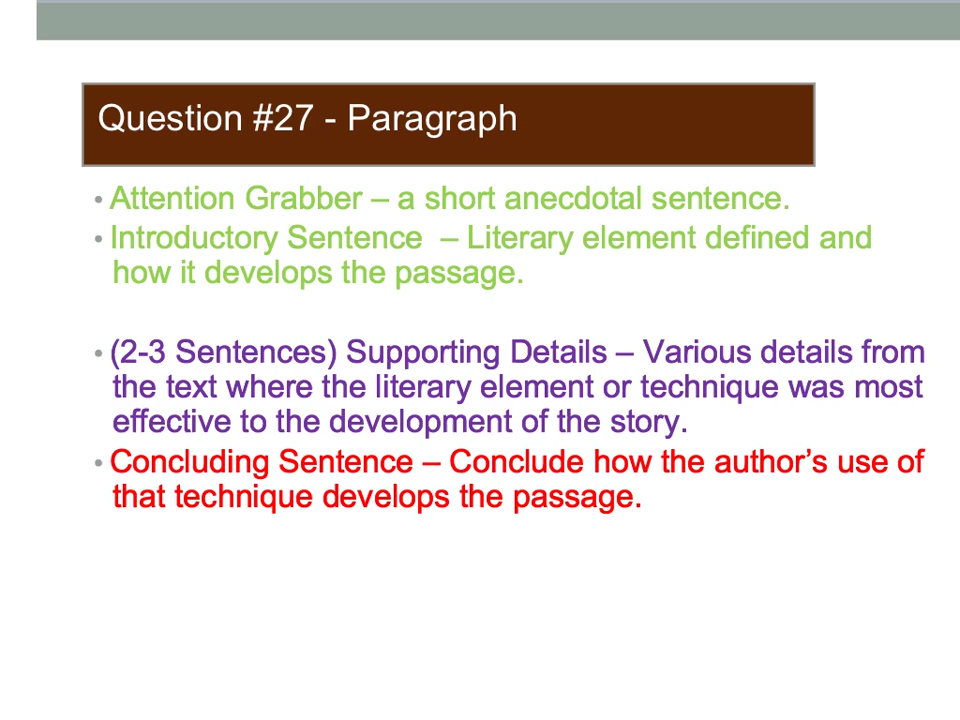 Question #27 - Paragraph
• Attention Grabber – a short anecdotal sentence.
• Introductory Sentence – Literary element defined and
how it develops the passage.
• (2-3 Sentences) Supporting Details – Various details from
the text where the literary element or technique was most
effective to the development of the story.
• Concluding Sentence – Conclude how the author’s use of
that technique develops the passage.